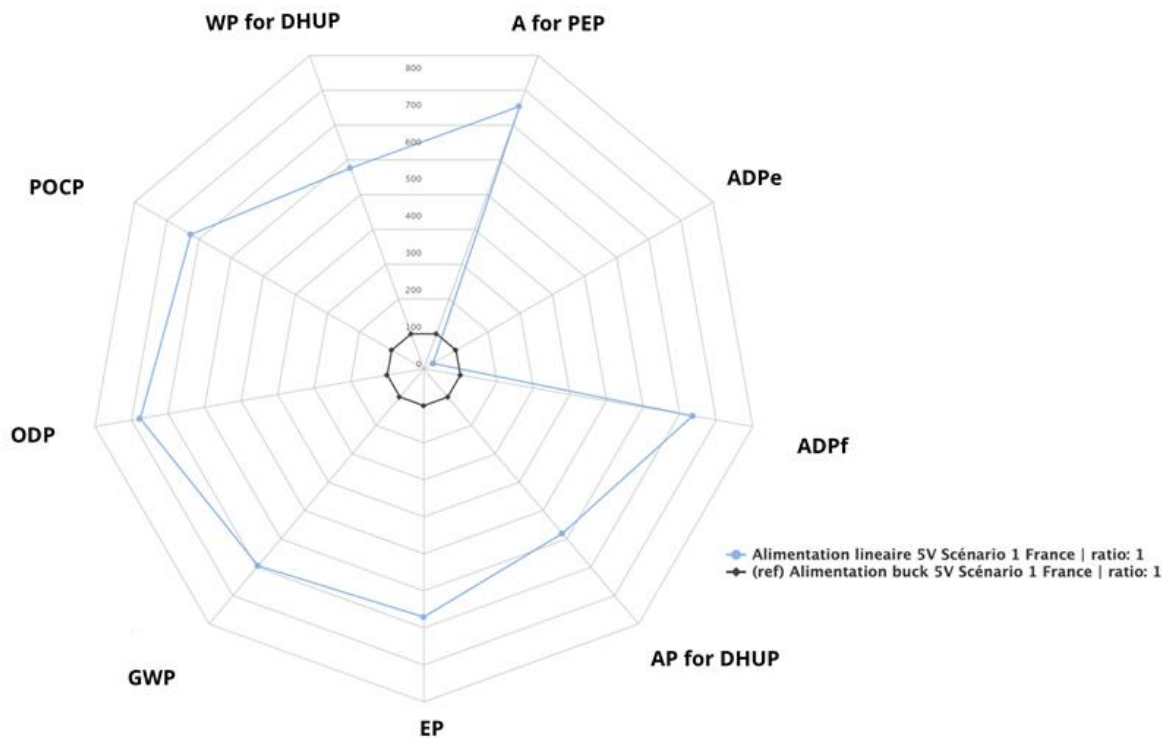 WP for DHUP
A for PEP
800
700
600
500
400
300
200
100
0
POCP
ADPe
ODP
ADPf
Alimentation lineaire 5V Scénario 1 France | ratio: 1
(ref) Alimentation buck 5V Scénario 1 France | ratio: 1
GWP
AP for DHUP
EP